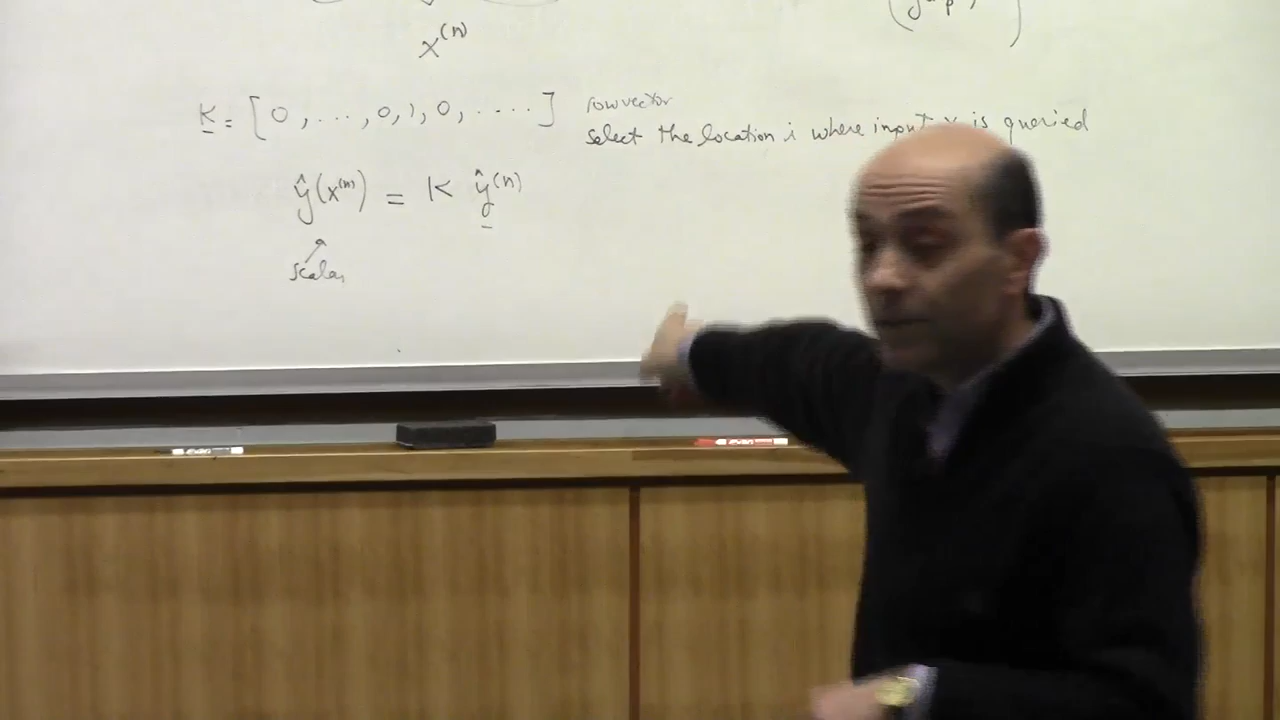 x^(n)
K = [0, ..., 0, 1, 0, .....] row vector
select the location i where input x is queried
ŷ(x^(n)) = K ŷ^(n)
scalar